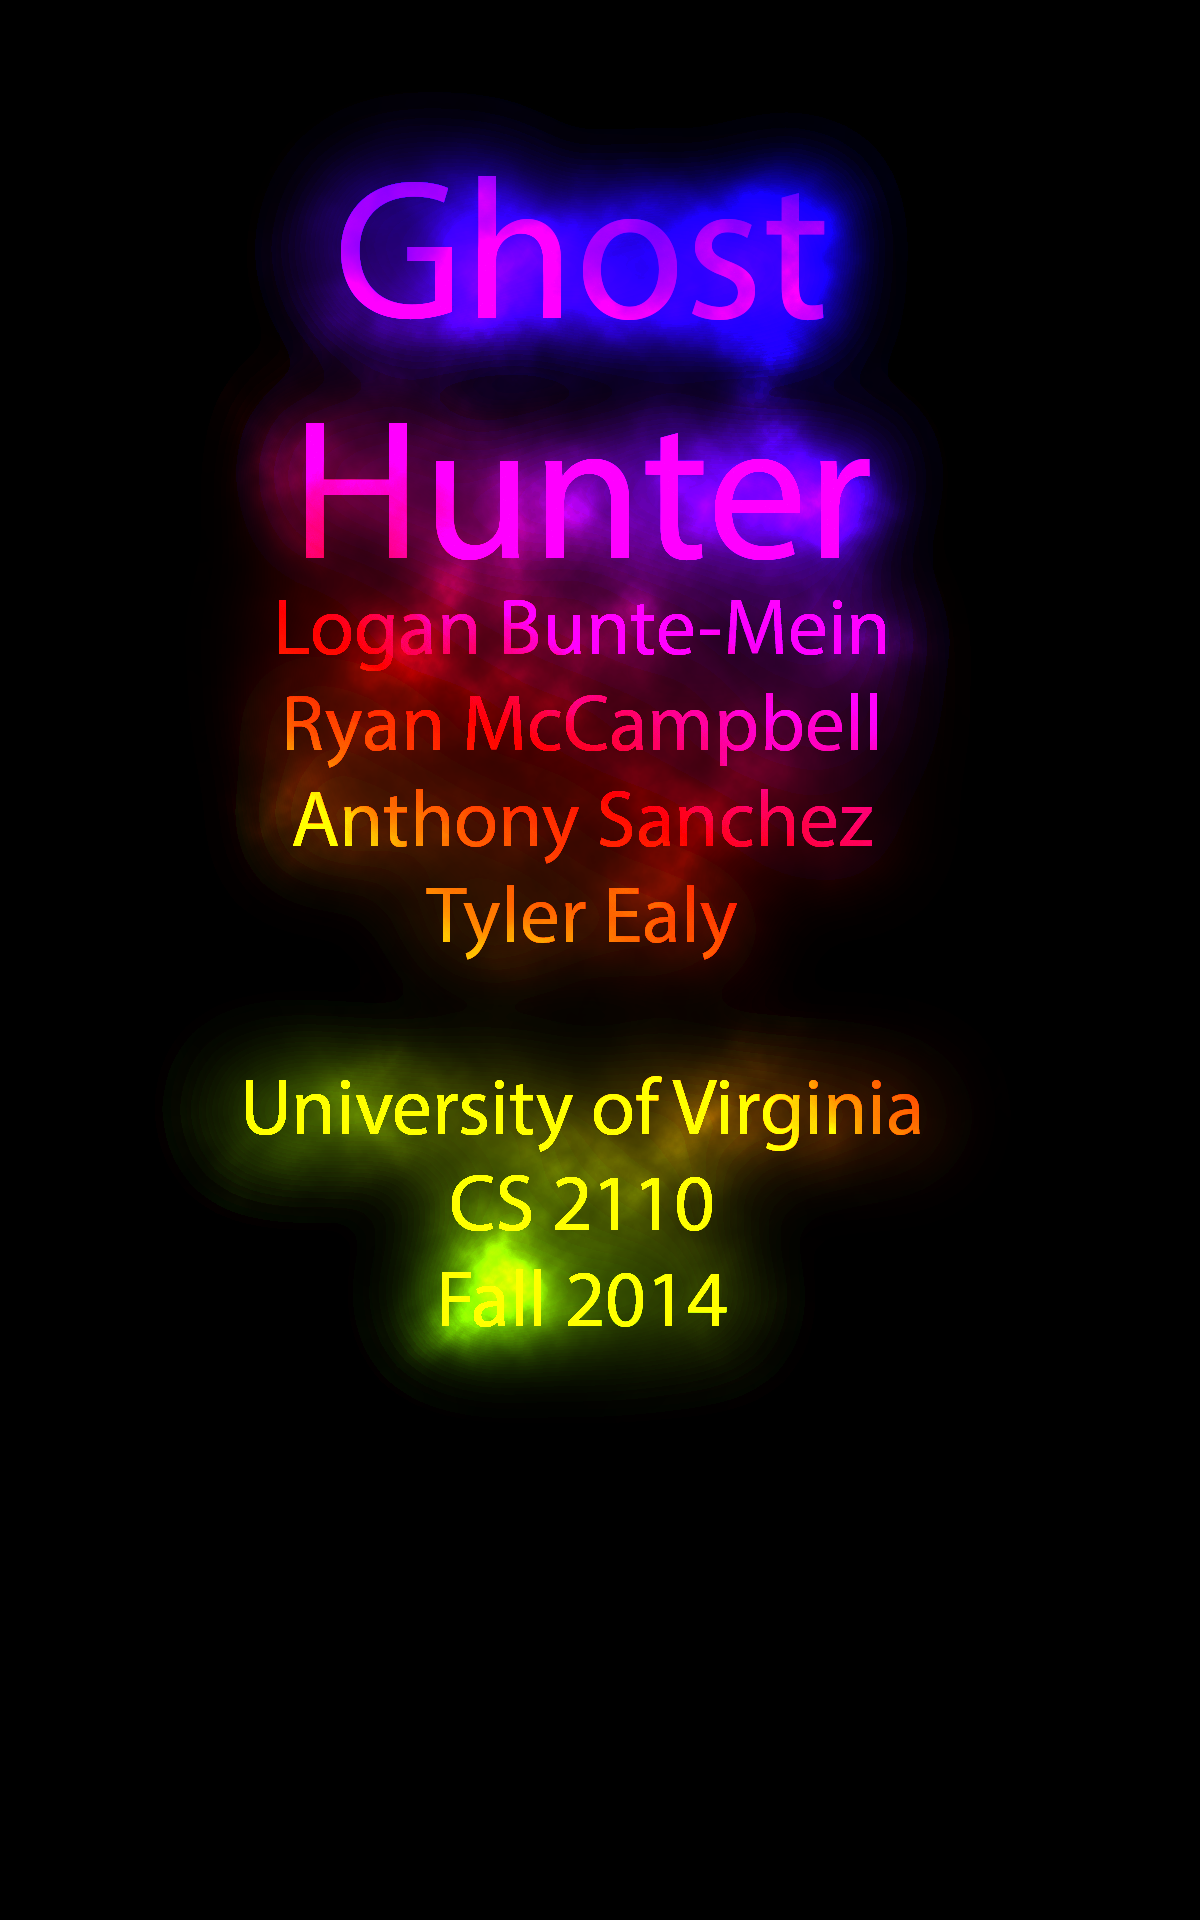 Ghost
Hunter
Logan Bunte-Mein
Ryan McCampbell
Anthony Sanchez
Tyler Ealy
University of Virginia
CS 2110
Fall 2014